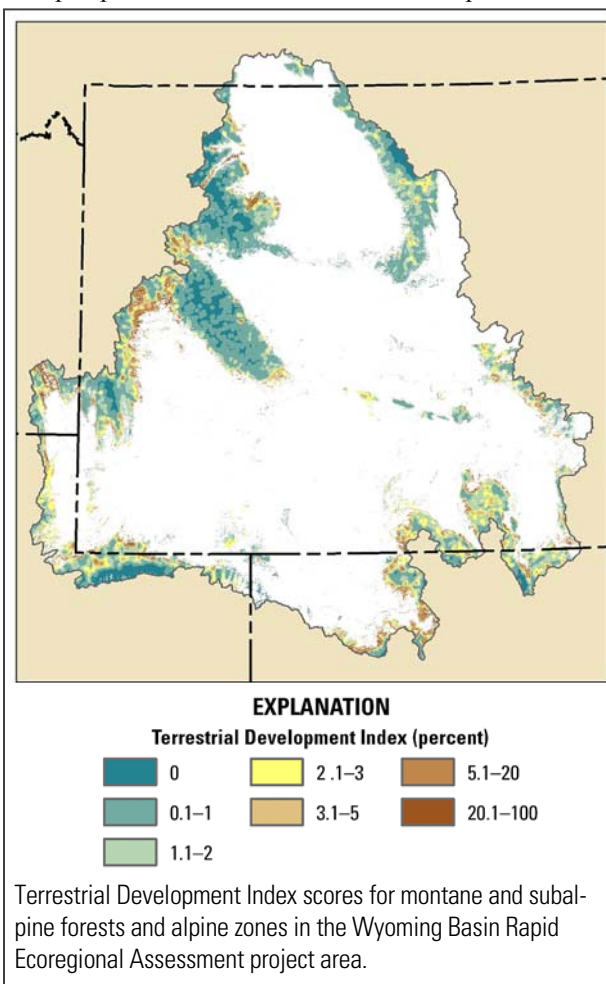 EXPLANATION
Terrestrial Development Index (percent)
0
2 .1–3
5.1–20
0.1–1
3.1–5
20.1–100
1.1–2
Terrestrial Development Index scores for montane and subal-
pine forests and alpine zones in the Wyoming Basin Rapid
Ecoregional Assessment project area.